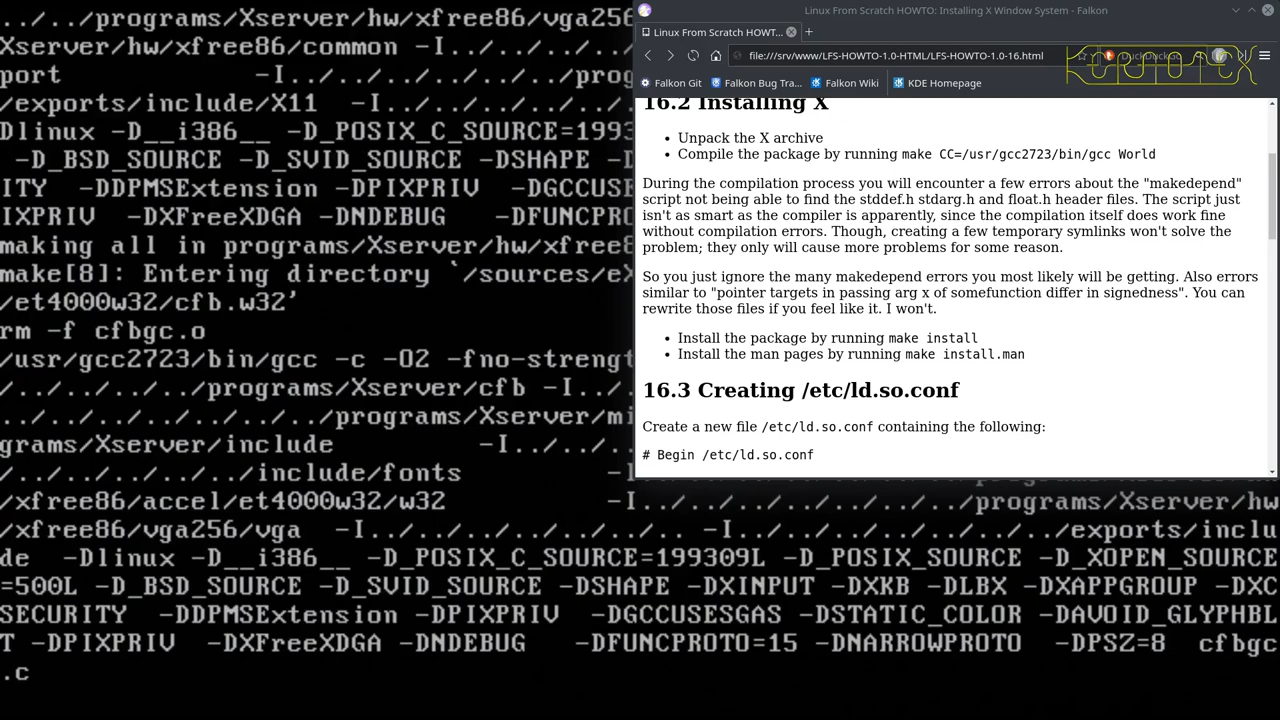 ./../programs/Xserver/hw/xfree86/vga256
Xserver/hw/xfree86/common -I../../../../../
port -I../../../../../prog
/exports/include/X11 -I../../../../../
Dlinux -D__i386__ -D_POSIX_C_SOURCE=1993
-D_BSD_SOURCE -D_SVID_SOURCE -DSHAPE -
ITY -DDPMSExtension -DPIXPRIV -DGCCUSE
IXPRIV -DXFreeXDGA -DNDEBUG -DFUNCP
making all in programs/Xserver/hw/xfree8
make[8]: Entering directory `/sources/eX
/et4000w32/cfb.w32'
rm -f cfbgc.o
/usr/gcc2723/bin/gcc -c -O2 -fno-strengt
./../../programs/Xserver/cfb -I../../../
../../../../../programs/Xserver/mi
grams/Xserver/include -I../../../
../../../../../../include/fonts -I
/xfree86/accel/et4000w32/w32 -I../../../../../../programs/Xserver/hw
/xfree86/vga256/vga -I../../../../../../.. -I../../../../../../exports/inclu
de -Dlinux -D__i386__ -D_POSIX_C_SOURCE=199309L -D_POSIX_SOURCE -D_XOPEN_SOURCE
=500L -D_BSD_SOURCE -D_SVID_SOURCE -DSHAPE -DXINPUT -DXKB -DLBX -DXAPPGROUP -DXC
SECURITY -DDPMSExtension -DPIXPRIV -DGCCUSESGAS -DSTATIC_COLOR -DAVOID_GLYPHBL
T -DPIXPRIV -DXFreeXDGA -DNDEBUG -DFUNCPROTO=15 -DNARROWPROTO -DPSZ=8 cfbgc
.c
Linux From Scratch HOWTO: Installing X Window System - Falkon
Linux From Scratch HOWT...
file:///srv/www/LFS-HOWTO-1.0-HTML/LFS-HOWTO-1.0-16.html
Falkon Git Falkon Bug Tra... Falkon Wiki KDE Homepage
16.2 Installing X
• Unpack the X archive
• Compile the package by running make CC=/usr/gcc2723/bin/gcc World
During the compilation process you will encounter a few errors about the "makedepend"
script not being able to find the stddef.h stdarg.h and float.h header files. The script just
isn't as smart as the compiler is apparently, since the compilation itself does work fine
without compilation errors. Though, creating a few temporary symlinks won't solve the
problem; they only will cause more problems for some reason.
So you just ignore the many makedepend errors you most likely will be getting. Also errors
similar to "pointer targets in passing arg x of somefunction differ in signedness". You can
rewrite those files if you feel like it. I won't.
• Install the package by running make install
• Install the man pages by running make install.man
16.3 Creating /etc/ld.so.conf
Create a new file /etc/ld.so.conf containing the following:
# Begin /etc/ld.so.conf